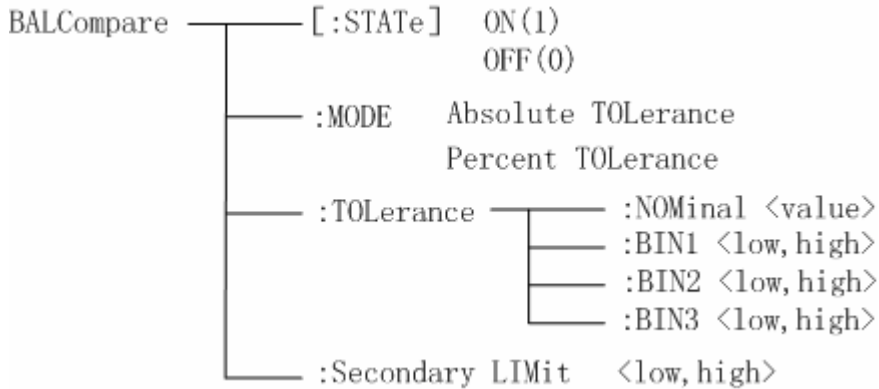 BALCompare [:STATe] ON(1)
OFF(0)
:MODE Absolute TOLerance
Percent TOLerance
:TOLerance :NOMinal <value>
:BIN1 <low,high>
:BIN2 <low,high>
:BIN3 <low,high>
:Secondary LIMit <low,high>